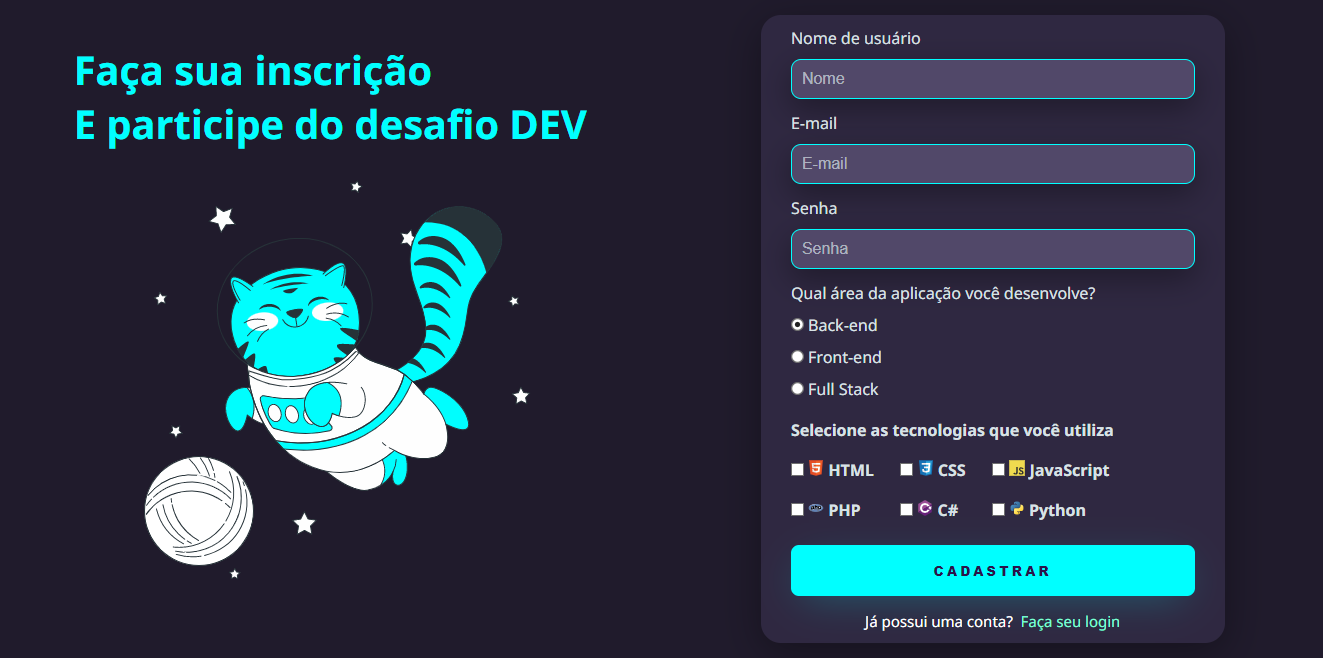 Faça sua inscrição
E participe do desafio DEV
Nome de usuário
Nome
E-mail
E-mail
Senha
Senha
Qual área da aplicação você desenvolve?
Back-end
Front-end
Full Stack
Selecione as tecnologias que você utiliza
HTML CSS JS JavaScript
PHP C# Python
CADASTRAR
Já possui uma conta? Faça seu login